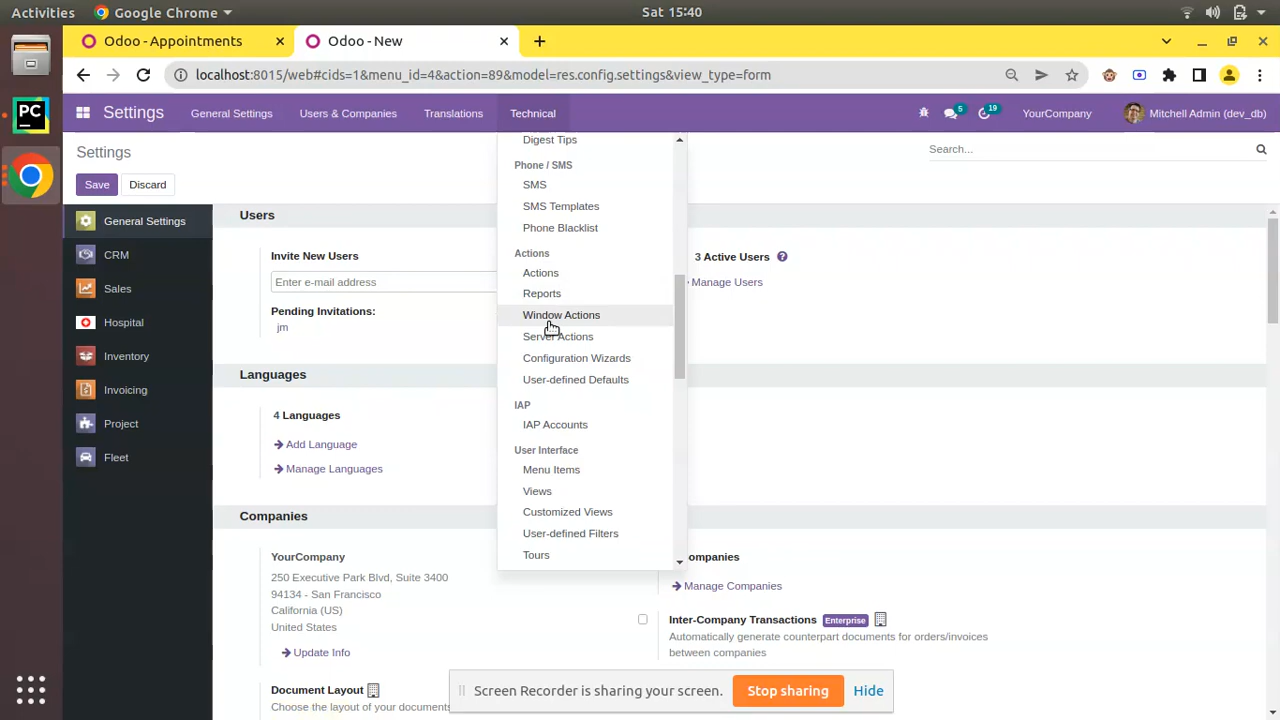 Activities
Google Chrome
Sat 15:40
PC
Odoo - Appointments
Odoo - New
localhost:8015/web#cids=1&menu_id=4&action=89&model=res.config.settings&view_type=form
Settings
General Settings
Users & Companies
Translations
Technical
5
19
YourCompany
Mitchell Admin (dev_db)
Settings
Search...
Save
Discard
General Settings
CRM
Sales
Hospital
Inventory
Invoicing
Project
Fleet
Digest Tips
Phone / SMS
SMS
SMS Templates
Phone Blacklist
Actions
Actions
Reports
Window Actions
Server Actions
Configuration Wizards
User-defined Defaults
IAP
IAP Accounts
User Interface
Menu Items
Views
Customized Views
User-defined Filters
Tours
Users
Invite New Users
Enter e-mail address
Pending Invitations:
jm
3 Active Users
Manage Users
Languages
4 Languages
Add Language
Manage Languages
Companies
YourCompany
250 Executive Park Blvd, Suite 3400
94134 - San Francisco
California (US)
United States
Update Info
ompanies
Manage Companies
Inter-Company Transactions Enterprise
Automatically generate counterpart documents for orders/invoices
between companies
Document Layout
Choose the layout of your documents
Screen Recorder is sharing your screen.
Stop sharing
Hide